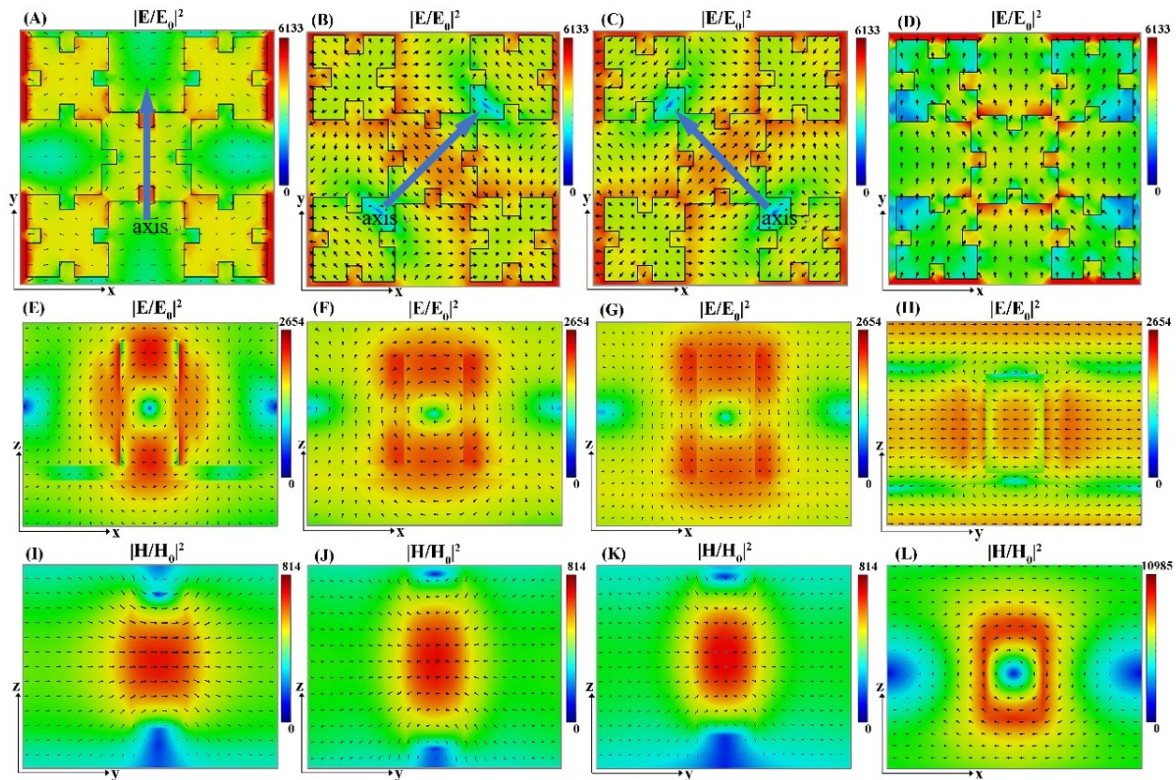 (A) |E/E₀|²
6133
0
axis
y
x
(B) |E/E₀|²
6133
0
axis
y
x
(C) |E/E₀|²
6133
0
axis
y
x
(D) |E/E₀|²
6133
0
y
x
(E) |E/E₀|²
2654
0
z
x
(F) |E/E₀|²
2654
0
z
x
(G) |E/E₀|²
2654
0
z
x
(H) |E/E₀|²
2654
0
z
y
(I) |H/H₀|²
814
0
z
y
(J) |H/H₀|²
814
0
z
y
(K) |H/H₀|²
814
0
z
y
(L) |H/H₀|²
10985
0
z
x